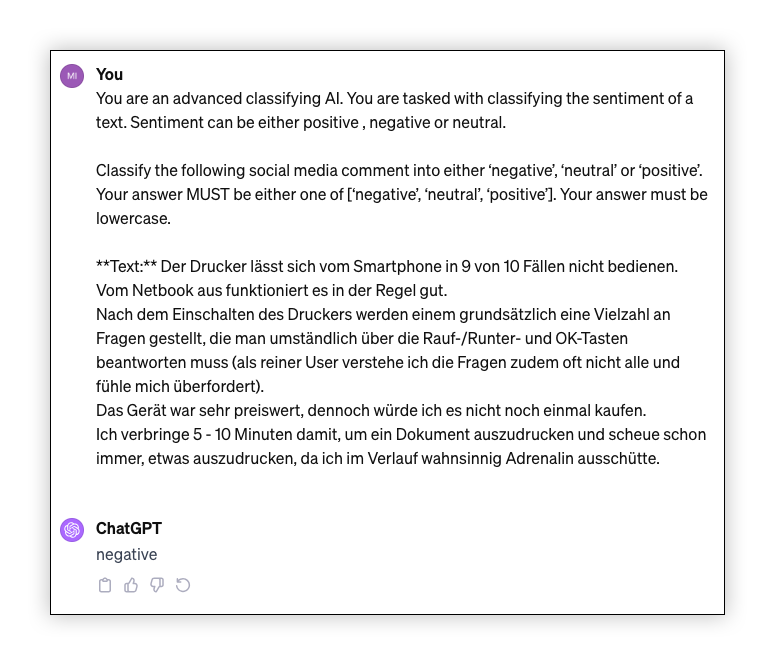 MI
You
You are an advanced classifying AI. You are tasked with classifying the sentiment of a
text. Sentiment can be either positive , negative or neutral.
Classify the following social media comment into either ‘negative’, ‘neutral’ or ‘positive’.
Your answer MUST be either one of [‘negative’, ‘neutral’, ‘positive’]. Your answer must be
lowercase.
**Text:** Der Drucker lässt sich vom Smartphone in 9 von 10 Fällen nicht bedienen.
Vom Netbook aus funktioniert es in der Regel gut.
Nach dem Einschalten des Druckers werden einem grundsätzlich eine Vielzahl an
Fragen gestellt, die man umständlich über die Rauf-/Runter- und OK-Tasten
beantworten muss (als reiner User verstehe ich die Fragen zudem oft nicht alle und
fühle mich überfordert).
Das Gerät war sehr preiswert, dennoch würde ich es nicht noch einmal kaufen.
Ich verbringe 5 - 10 Minuten damit, um ein Dokument auszudrucken und scheue schon
immer, etwas auszudrucken, da ich im Verlauf wahnsinnig Adrenalin ausschütte.
ChatGPT
negative